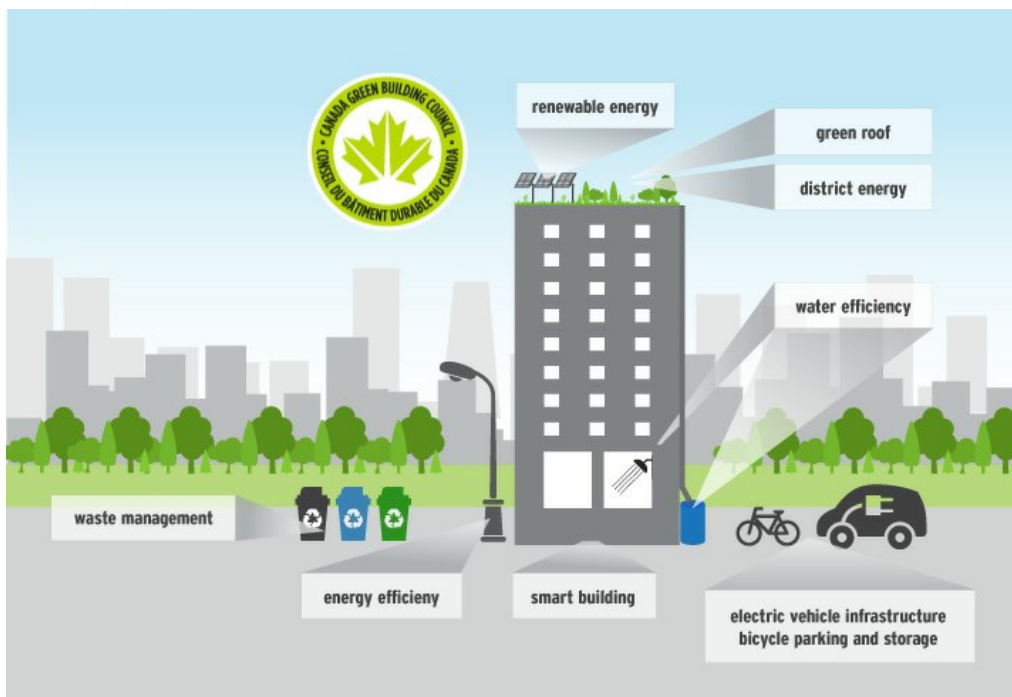 CANADA GREEN BUILDING COUNCIL •
CONSEIL DU BÂTIMENT DURABLE DU CANADA •
renewable energy
green roof
district energy
water efficiency
waste management
energy efficieny
smart building
electric vehicle infrastructure
bicycle parking and storage